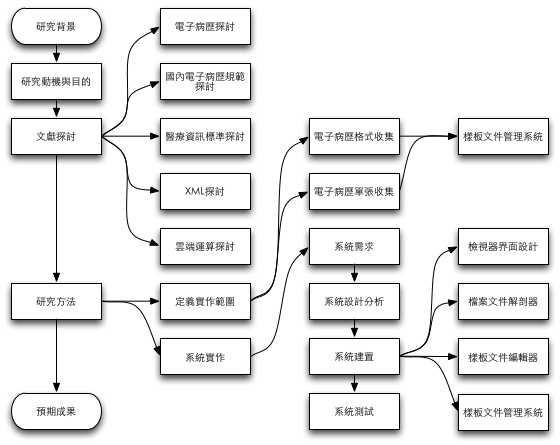 研究背景
研究動機與目的
文獻探討
研究方法
預期成果
電子病歷探討
國內電子病歷規範
探討
醫療資訊標準探討
XML探討
雲端運算探討
定義實作範圍
系統實作
電子病歷格式收集
電子病歷單張收集
系統需求
系統設計分析
系統建置
系統測試
樣板文件管理系統
檢視器界面設計
檔案文件解剖器
樣板文件編輯器
樣板文件管理系統